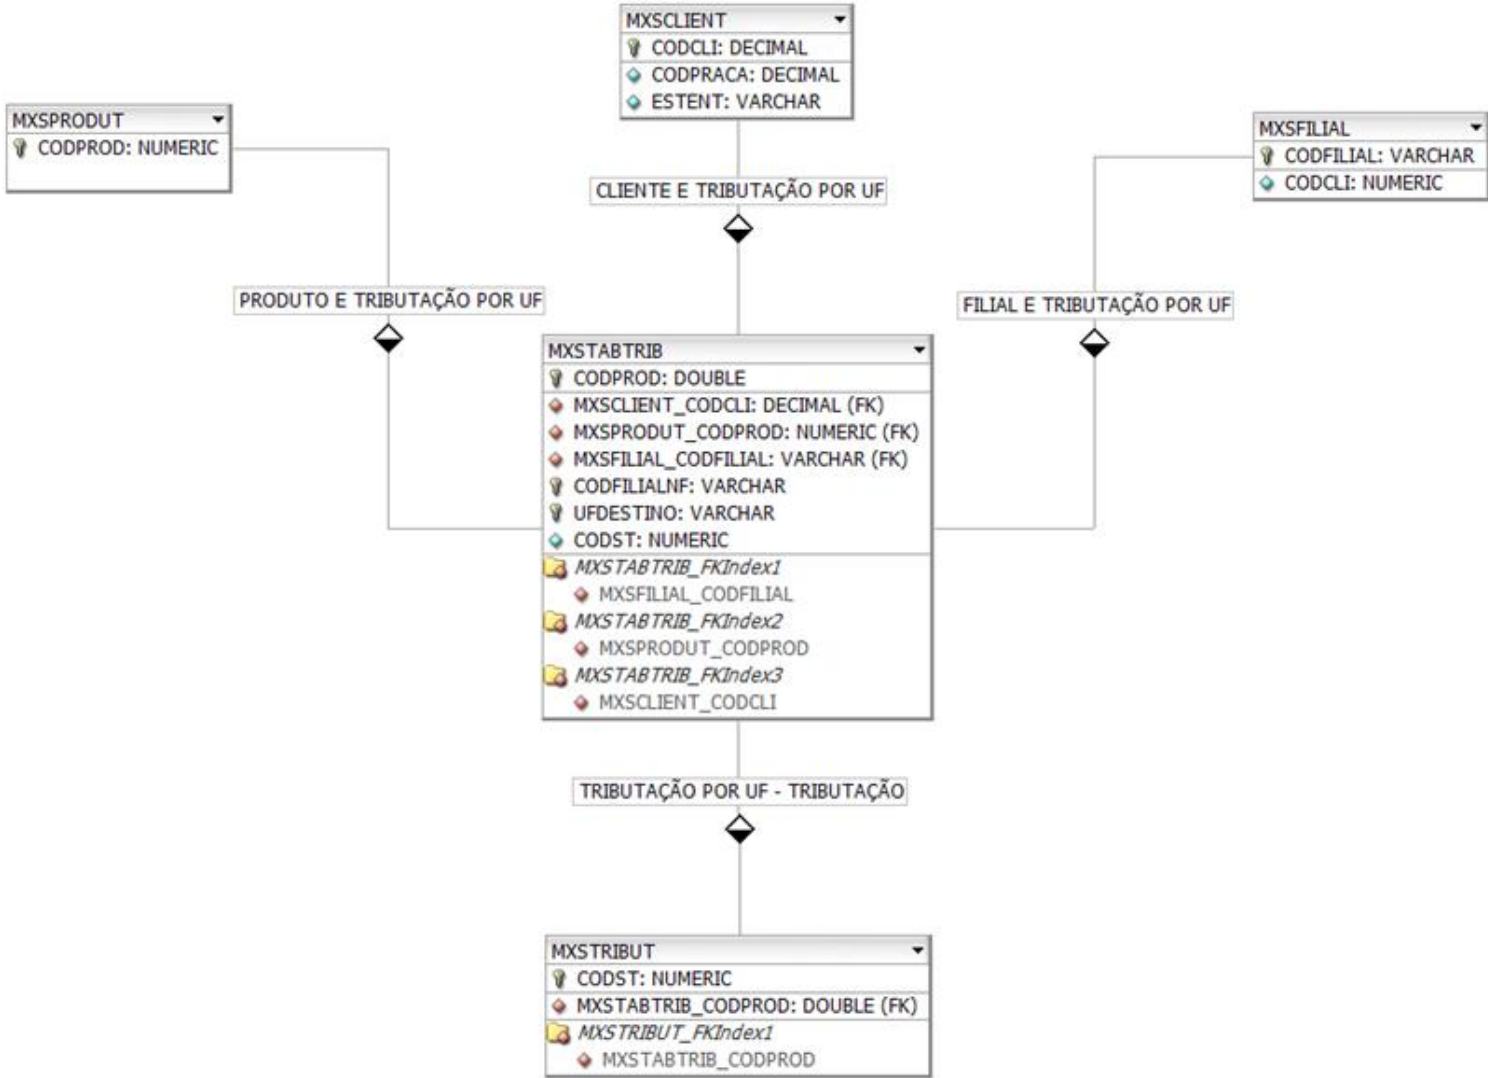 MXSCLIENT
CODCLI: DECIMAL
CODPRACA: DECIMAL
ESTENT: VARCHAR
MXSPRODUT
CODPROD: NUMERIC
MXSFILIAL
CODFILIAL: VARCHAR
CODCLI: NUMERIC
CLIENTE E TRIBUTAÇÃO POR UF
PRODUTO E TRIBUTAÇÃO POR UF
FILIAL E TRIBUTAÇÃO POR UF
MXSTABTRIB
CODPROD: DOUBLE
MXSCLIENT_CODCLI: DECIMAL (FK)
MXSPRODUT_CODPROD: NUMERIC (FK)
MXSFILIAL_CODFILIAL: VARCHAR (FK)
CODFILIALNF: VARCHAR
UFDESTINO: VARCHAR
CODST: NUMERIC
MXSTABTRIB_FKIndex1
MXSFILIAL_CODFILIAL
MXSTABTRIB_FKIndex2
MXSPRODUT_CODPROD
MXSTABTRIB_FKIndex3
MXSCLIENT_CODCLI
TRIBUTAÇÃO POR UF - TRIBUTAÇÃO
MXSTRIBUT
CODST: NUMERIC
MXSTABTRIB_CODPROD: DOUBLE (FK)
MXSTRIBUT_FKIndex1
MXSTABTRIB_CODPROD